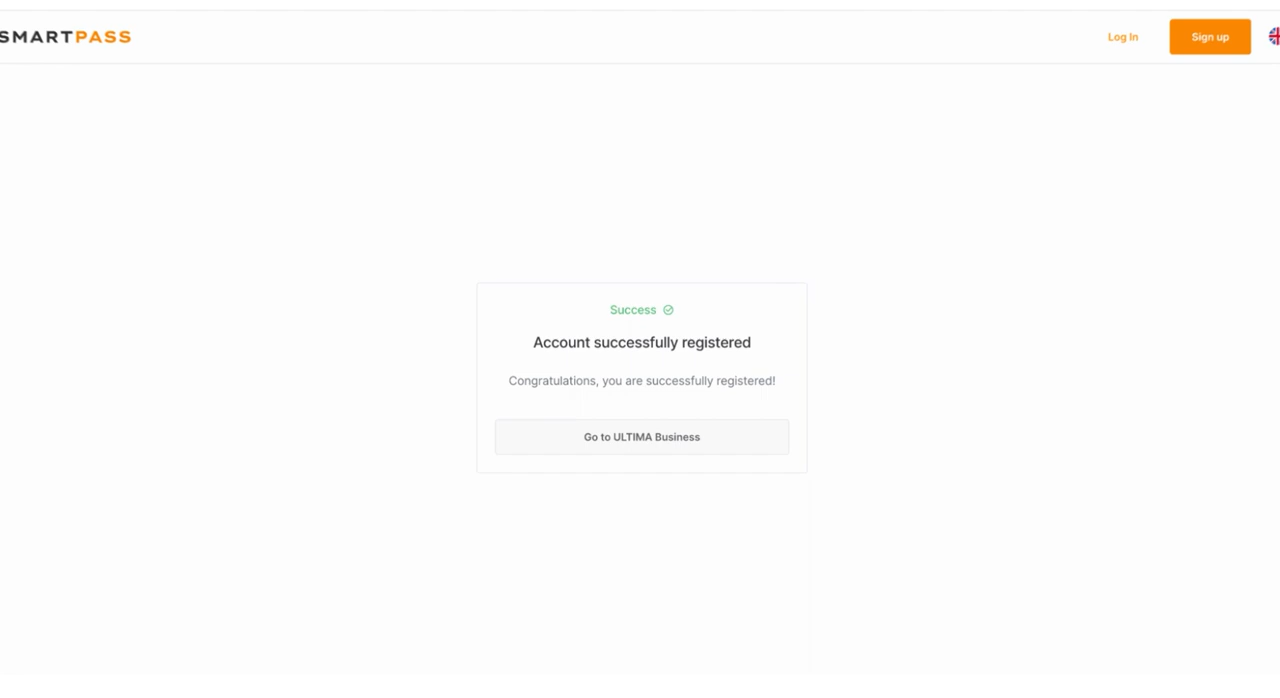 SMARTPASS
Log In
Sign up
Success
Account successfully registered
Congratulations, you are successfully registered!
Go to ULTIMA Business